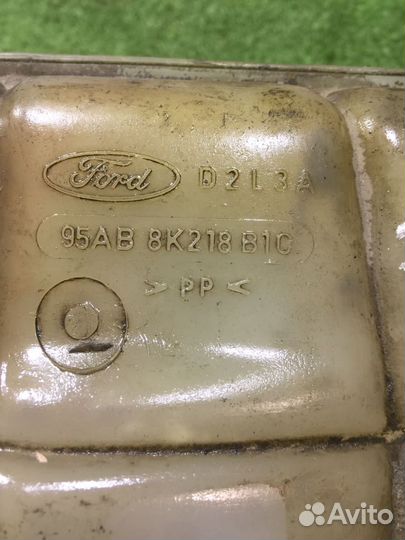 Ford D2L3A
95AB 8K218 B1C
>PP<
Avito